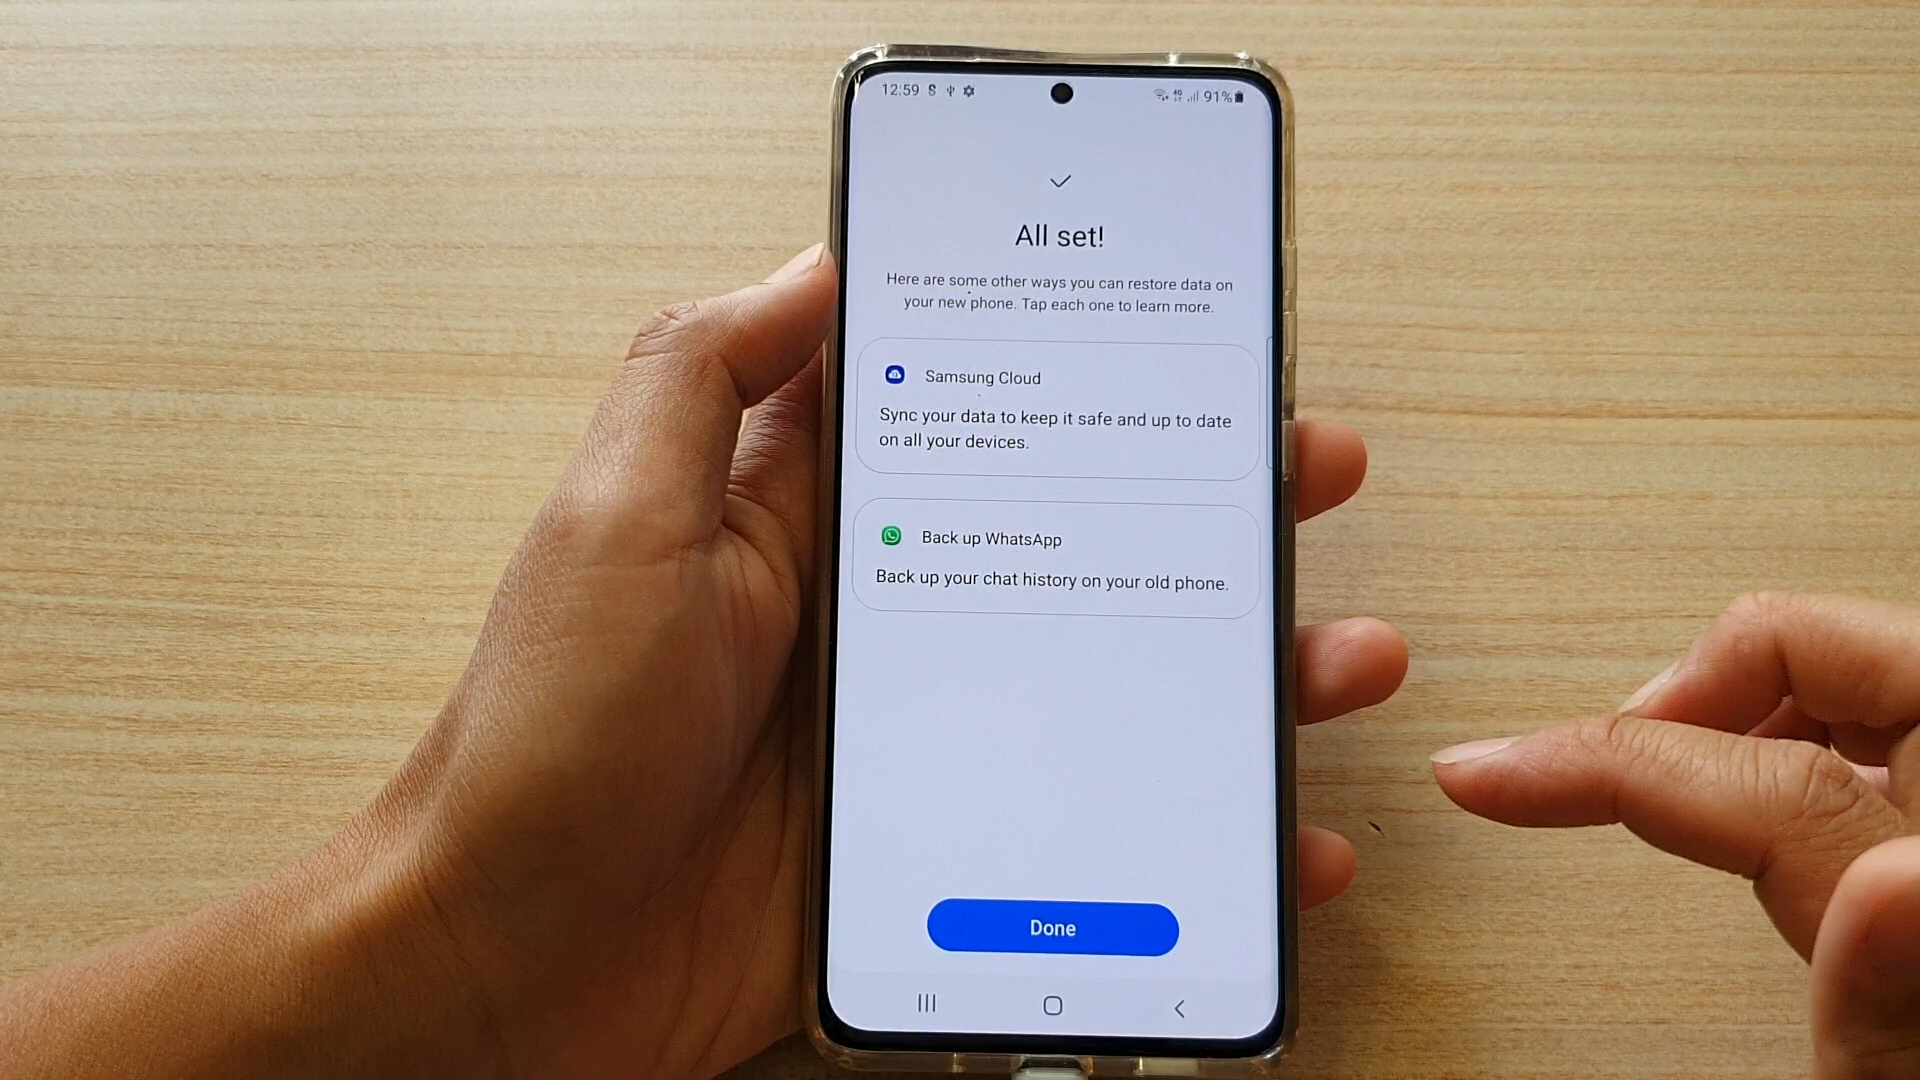 12:59 91%
All set!
Here are some other ways you can restore data on
your new phone. Tap each one to learn more.
Samsung Cloud
Sync your data to keep it safe and up to date
on all your devices.
Back up WhatsApp
Back up your chat history on your old phone.
Done